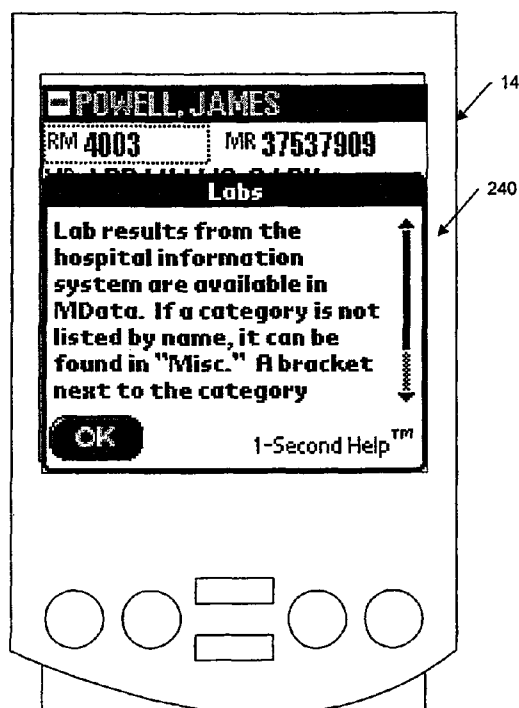 POWELL, JAMES
RM 4003 MR 37537909
Labs
Lab results from the
hospital information
system are available in
MData. If a category is not
listed by name, it can be
found in "Misc." A bracket
next to the category
OK
1-Second Help™
14
240